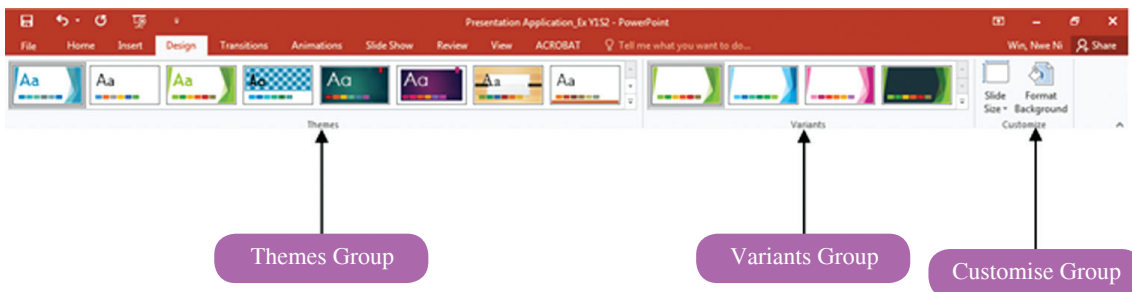 Presentation Application_Ex Y1S2 - PowerPoint
File Home Insert Design Transitions Animations Slide Show Review View ACROBAT Tell me what you want to do... Win, Nwe Ni Share
Aa Aa Aa Aa Aa Aa Aa Aa
Slide Size Format Background
Themes Variants Customize
Themes Group Variants Group Customise Group